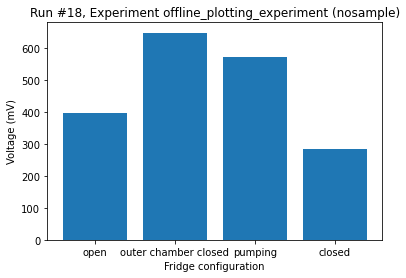 Run #18, Experiment offline_plotting_experiment (nosample)
600
500
400
300
200
100
0
Voltage (mV)
open outer chamber closed pumping closed
Fridge configuration